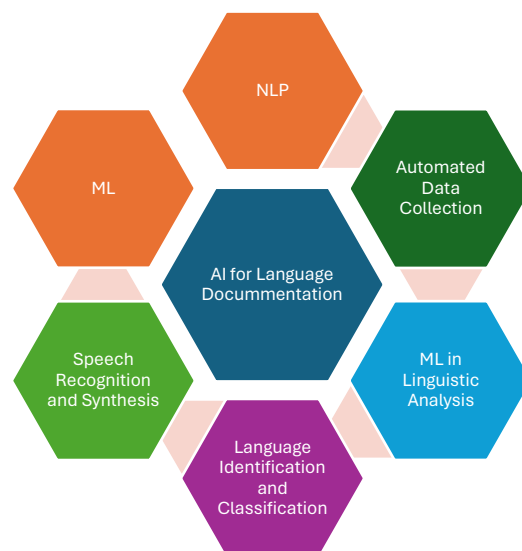 NLP
ML
Automated
Data
Collection
AI for Language
Docummentation
Speech
Recognition
and Synthesis
ML in
Linguistic
Analysis
Language
Identification
and
Classification